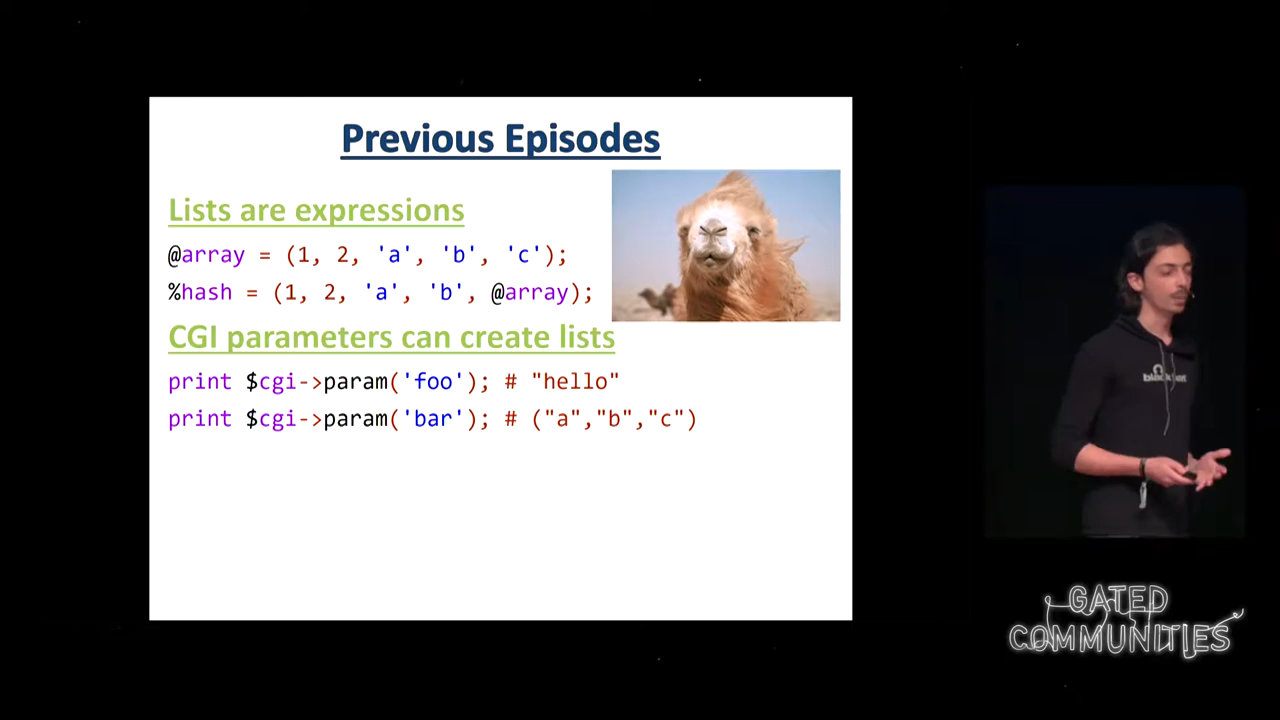 Previous Episodes
Lists are expressions
@array = (1, 2, 'a', 'b', 'c');
%hash = (1, 2, 'a', 'b', @array);
CGI parameters can create lists
print $cgi->param('foo'); # "hello"
print $cgi->param('bar'); # ("a","b","c")
GATED
COMMUNITIES